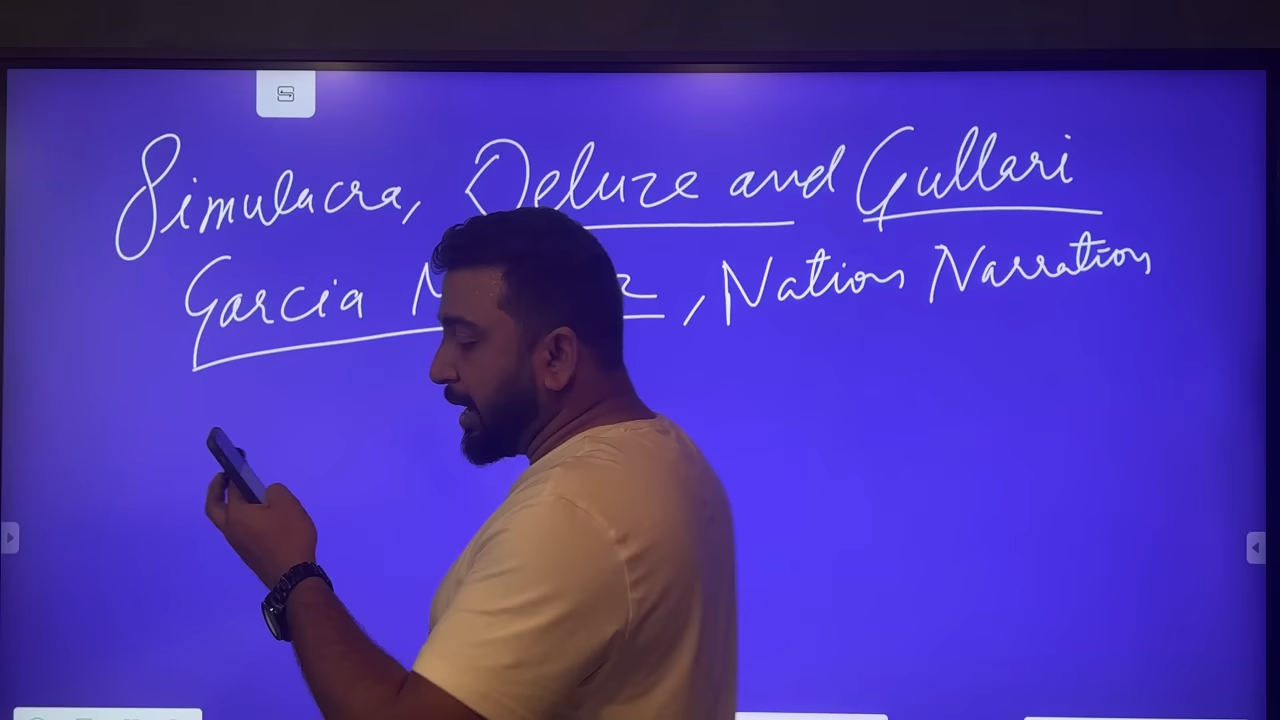 Simulacra, Deluze and Gullari
Garcia , Nation Narration